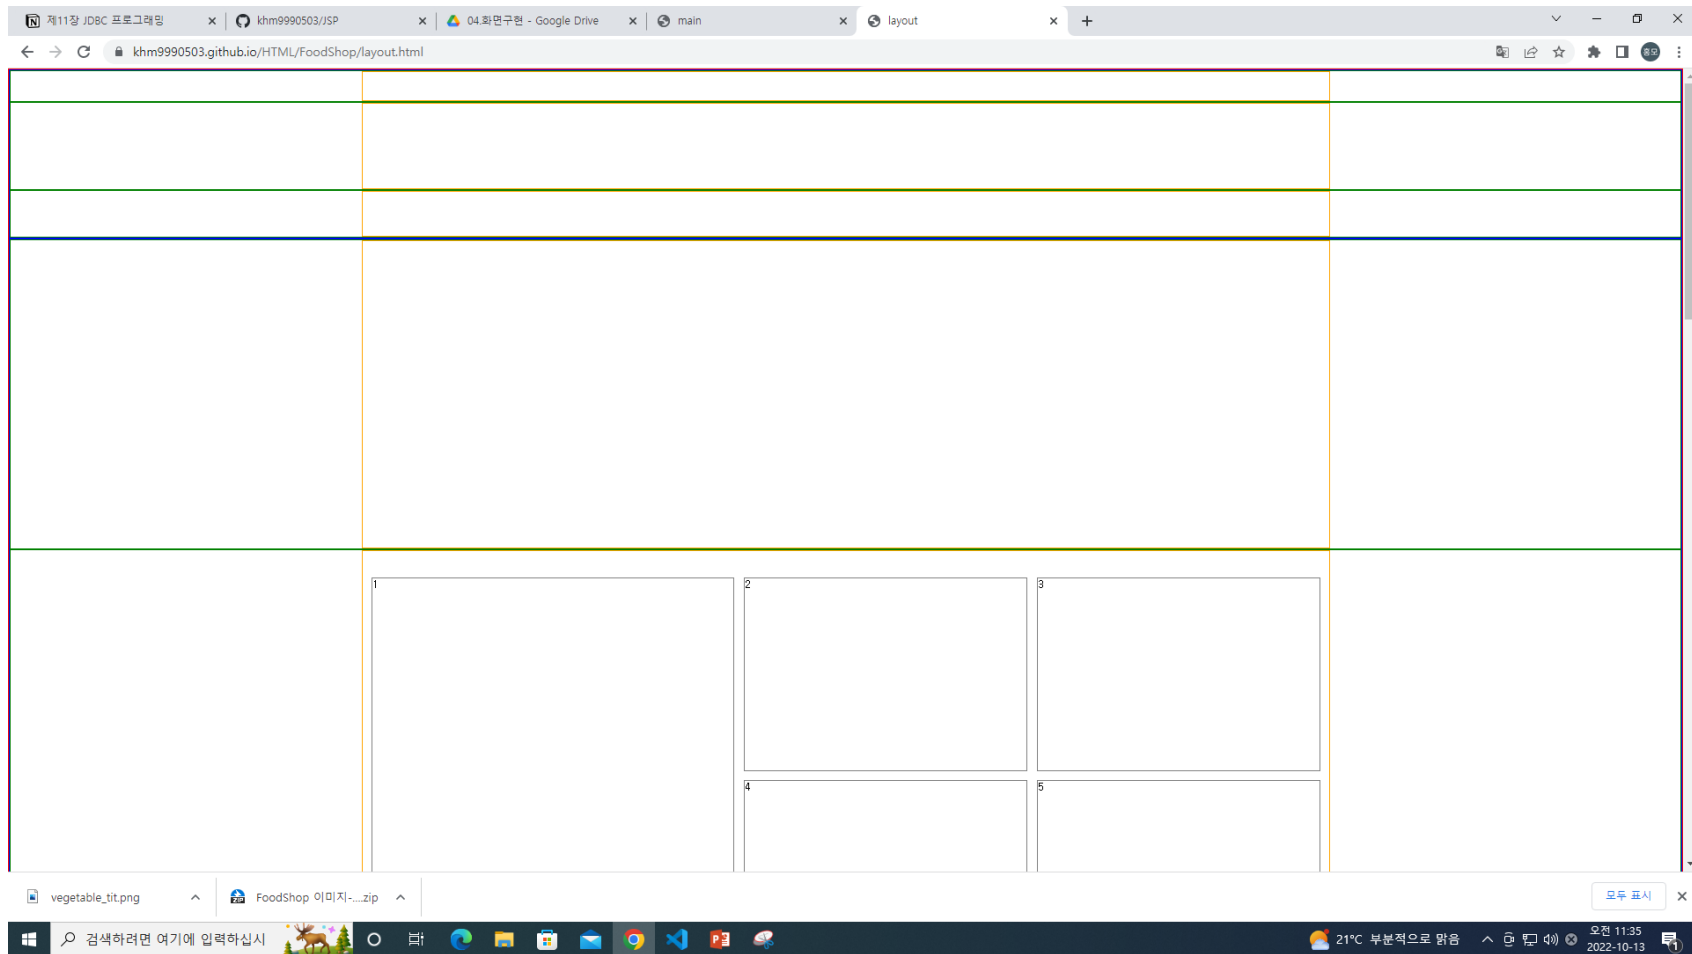 제11장 JDBC 프로그래밍
khm9990503/JSP
04.화면구현 - Google Drive
main
layout
khm9990503.github.io/HTML/FoodShop/layout.html
홍모
1
2
3
4
5
vegetable_tit.png
FoodShop 이미지-....zip
모두 표시
검색하려면 여기에 입력하십시
21°C 부분적으로 맑음
오전 11:35
2022-10-13
1